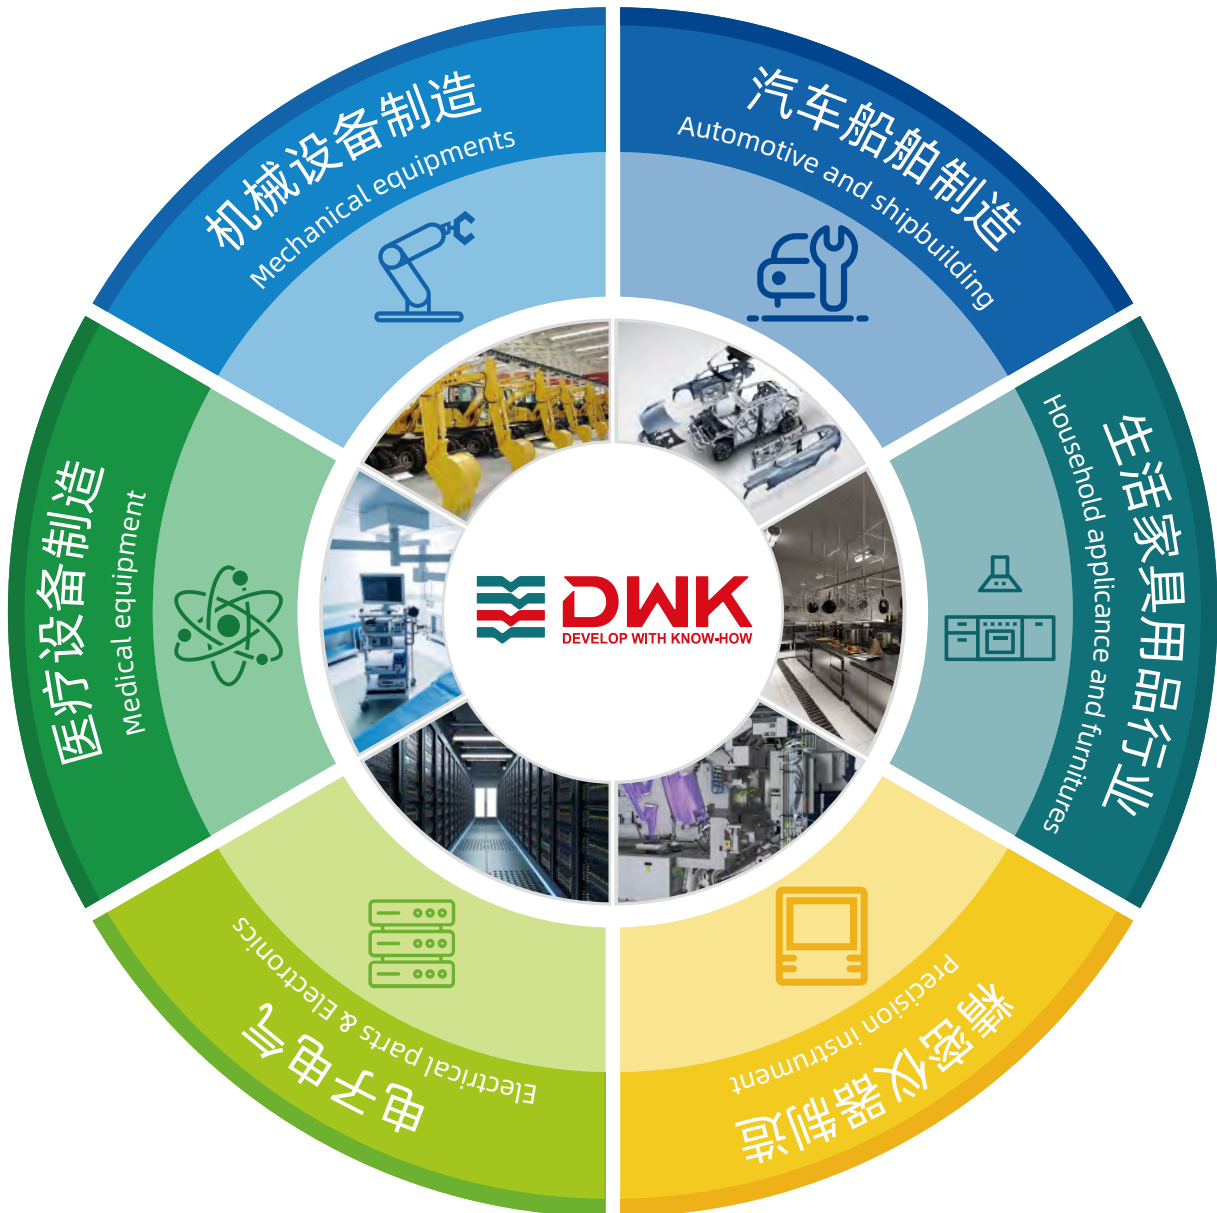 机械设备制造
Mechanical equipments
汽车船舶制造
Automotive and shipbuilding
生活家具用品行业
Household applicance and furnitures
精密仪器制造
Precision instrument
电子电气
Electrical parts & Electronics
医疗设备制造
Medical equipment
DWK
DEVELOP WITH KNOW-HOW